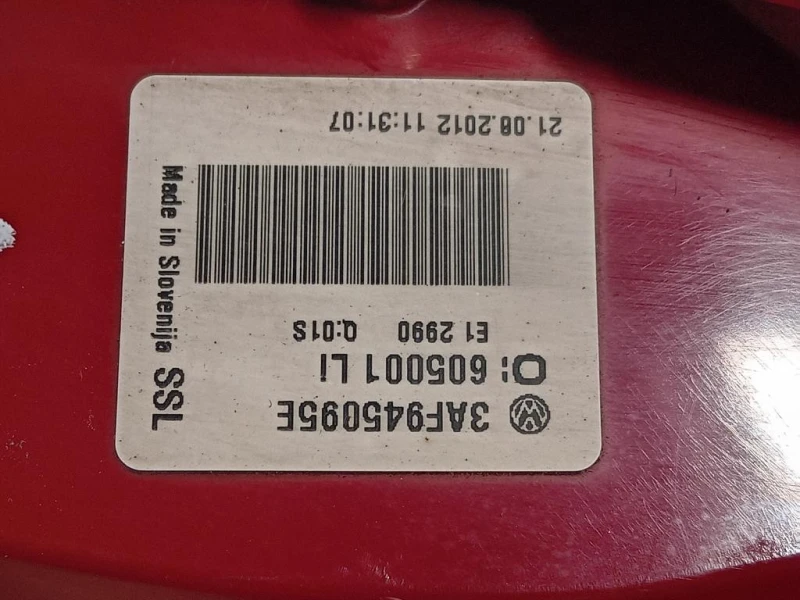 3AF945095E
O: 605001 Li
E1 2990 Q:01S
21.08.2012 11:31:07
Made in Slovenija SSL